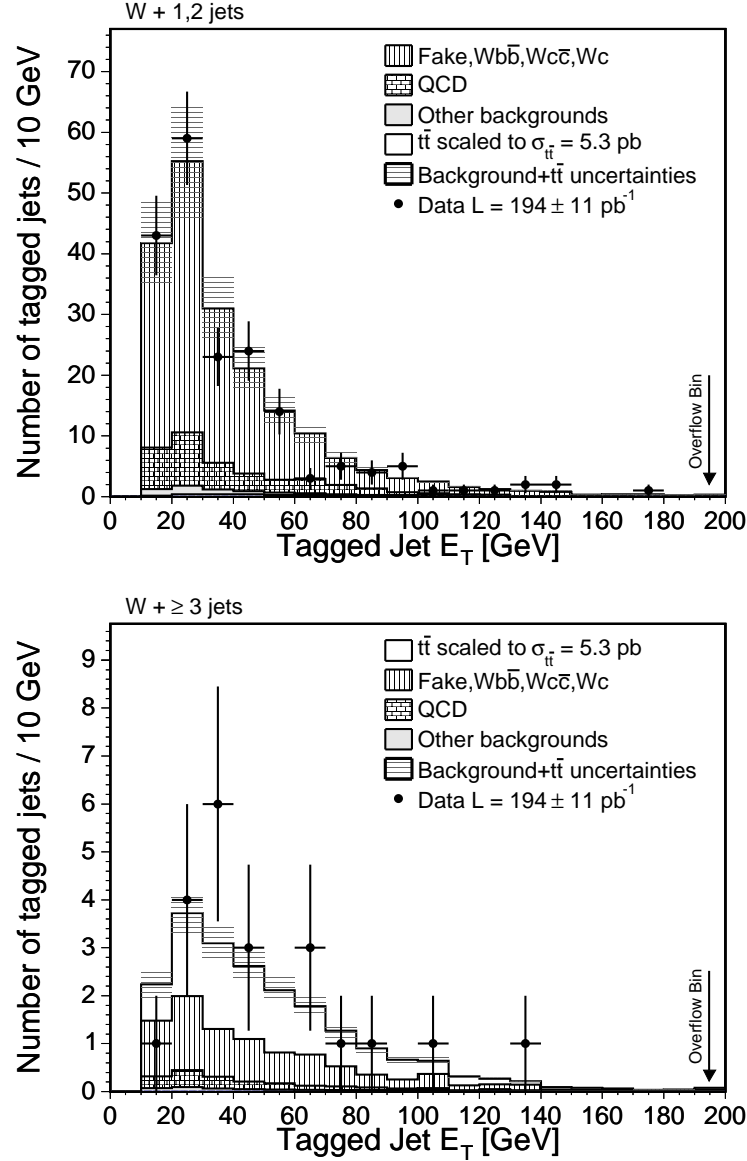 W + 1,2 jets
Number of tagged jets / 10 GeV
70
60
50
40
30
20
10
0
Fake,Wbb̄,Wcc̄,Wc
QCD
Other backgrounds
tt̄ scaled to σ_tt̄ = 5.3 pb
Background+tt̄ uncertainties
Data L = 194 ± 11 pb⁻¹
Overflow Bin
0 20 40 60 80 100 120 140 160 180 200
Tagged Jet E_T [GeV]
W + ≥ 3 jets
Number of tagged jets / 10 GeV
9
8
7
6
5
4
3
2
1
0
tt̄ scaled to σ_tt̄ = 5.3 pb
Fake,Wbb̄,Wcc̄,Wc
QCD
Other backgrounds
Background+tt̄ uncertainties
Data L = 194 ± 11 pb⁻¹
Overflow Bin
0 20 40 60 80 100 120 140 160 180 200
Tagged Jet E_T [GeV]